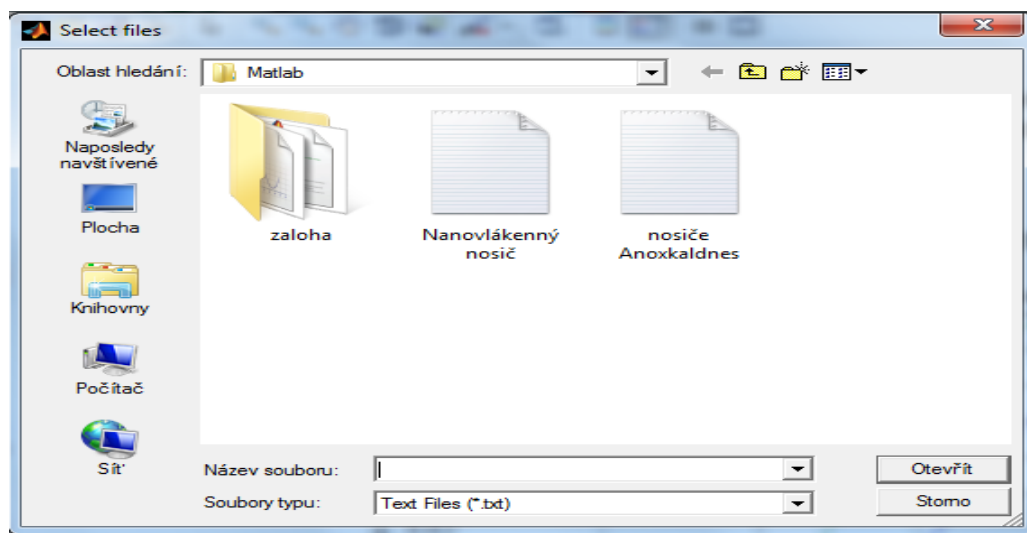 Select files
Oblast hledání:
Matlab
Naposledy
navštívené
Plocha
Knihovny
Počítač
Síť
zaloha
Nanovlákenný
nosič
nosiče
Anoxkaldnes
Název souboru:
Otevřít
Soubory typu:
Text Files (*.txt)
Storno